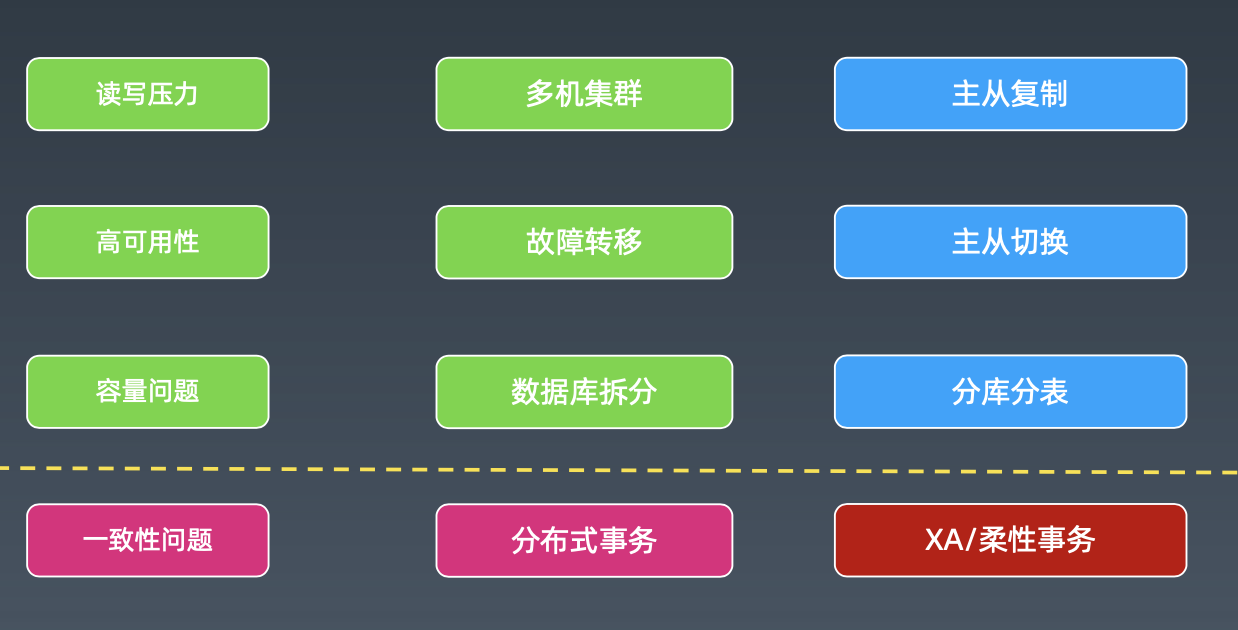 读写压力
多机集群
主从复制
高可用性
故障转移
主从切换
容量问题
数据库拆分
分库分表
一致性问题
分布式事务
XA/柔性事务